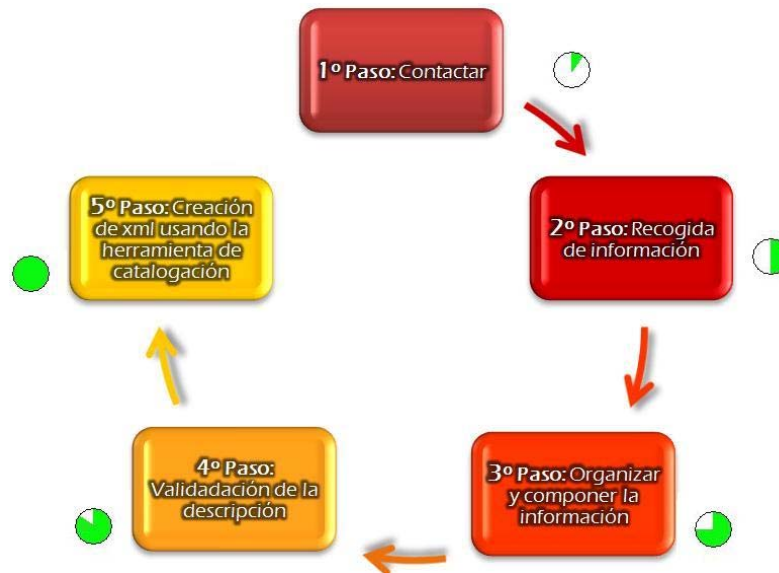 1º Paso: Contactar
2º Paso: Recogida
de información
3º Paso: Organizar
y componer la
información
4º Paso:
Validadación de la
descripción
5º Paso: Creación
de xml usando la
herramienta de
catalogación